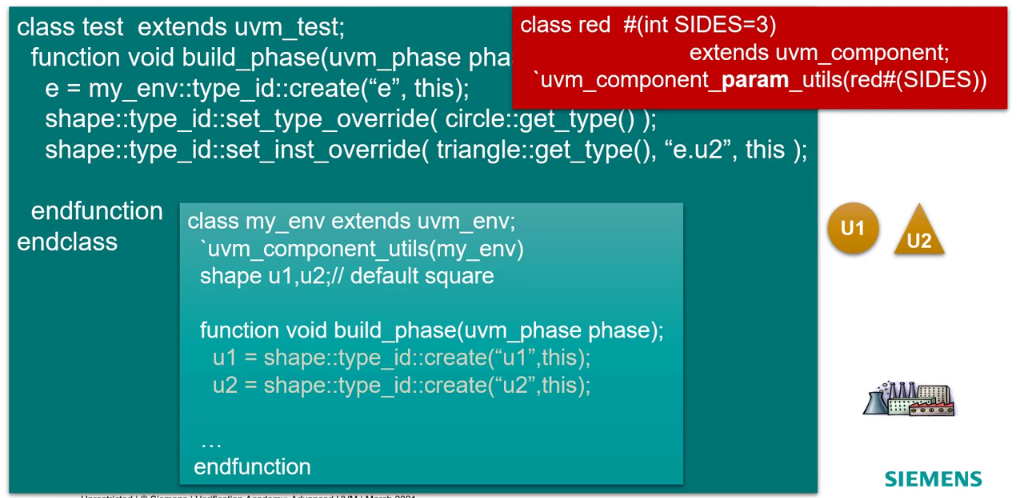 class test extends uvm_test;
function void build_phase(uvm_phase pha
e = my_env::type_id::create(“e”, this);
shape::type_id::set_type_override( circle::get_type() );
shape::type_id::set_inst_override( triangle::get_type(), “e.u2”, this );
endfunction
endclass
class red #(int SIDES=3)
extends uvm_component;
`uvm_component_param_utils(red#(SIDES))
class my_env extends uvm_env;
`uvm_component_utils(my_env)
shape u1,u2;// default square
function void build_phase(uvm_phase phase);
u1 = shape::type_id::create(“u1”,this);
u2 = shape::type_id::create(“u2”,this);
…
endfunction
U1
U2
SIEMENS
Unrestricted | © Siemens | Verification Academy: Advanced UVM | March 2021